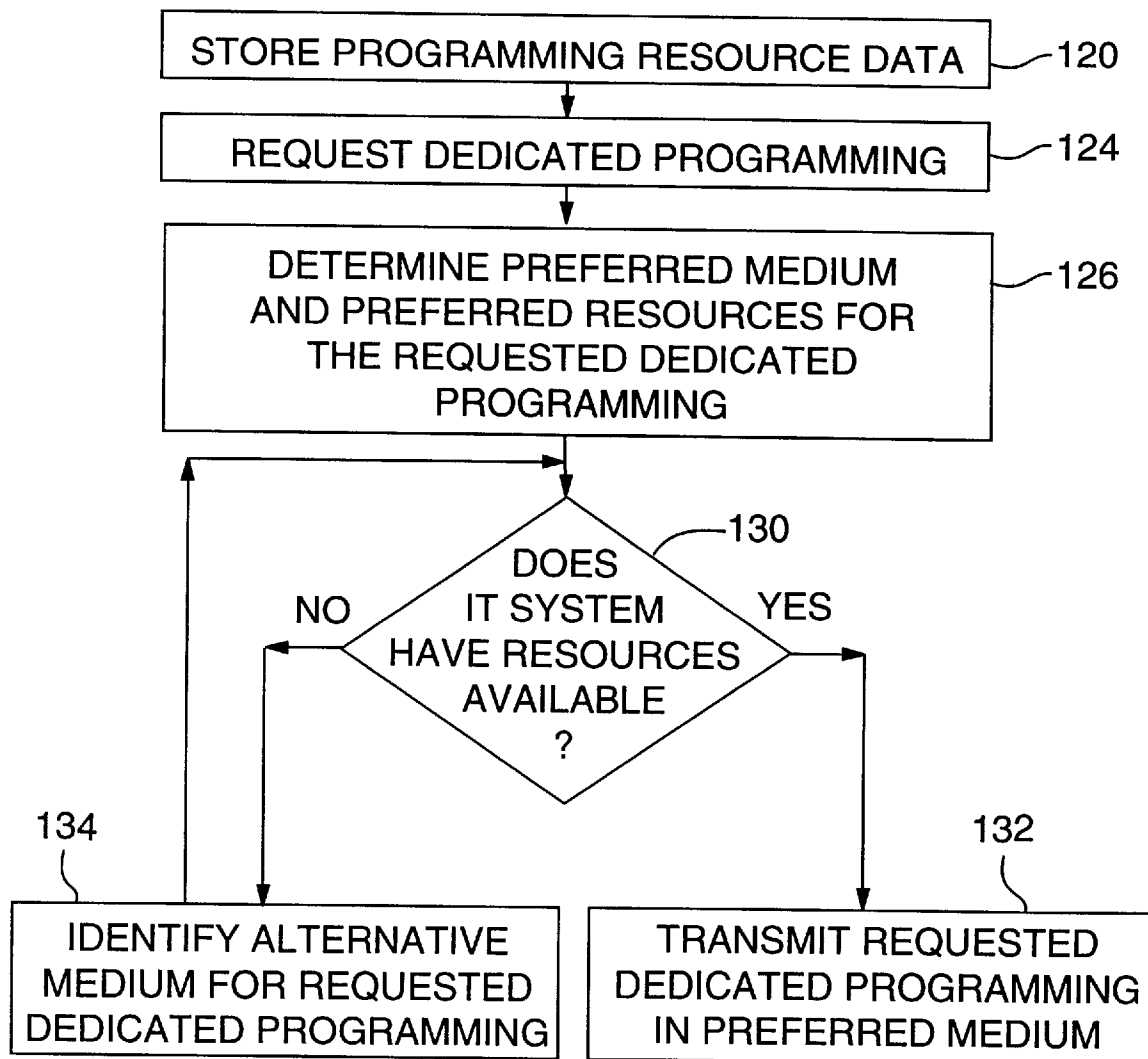 STORE PROGRAMMING RESOURCE DATA
120
REQUEST DEDICATED PROGRAMMING
124
DETERMINE PREFERRED MEDIUM
AND PREFERRED RESOURCES FOR
THE REQUESTED DEDICATED
PROGRAMMING
126
130
DOES
IT SYSTEM
HAVE RESOURCES
AVAILABLE
?
NO
YES
134
IDENTIFY ALTERNATIVE
MEDIUM FOR REQUESTED
DEDICATED PROGRAMMING
132
TRANSMIT REQUESTED
DEDICATED PROGRAMMING
IN PREFERRED MEDIUM